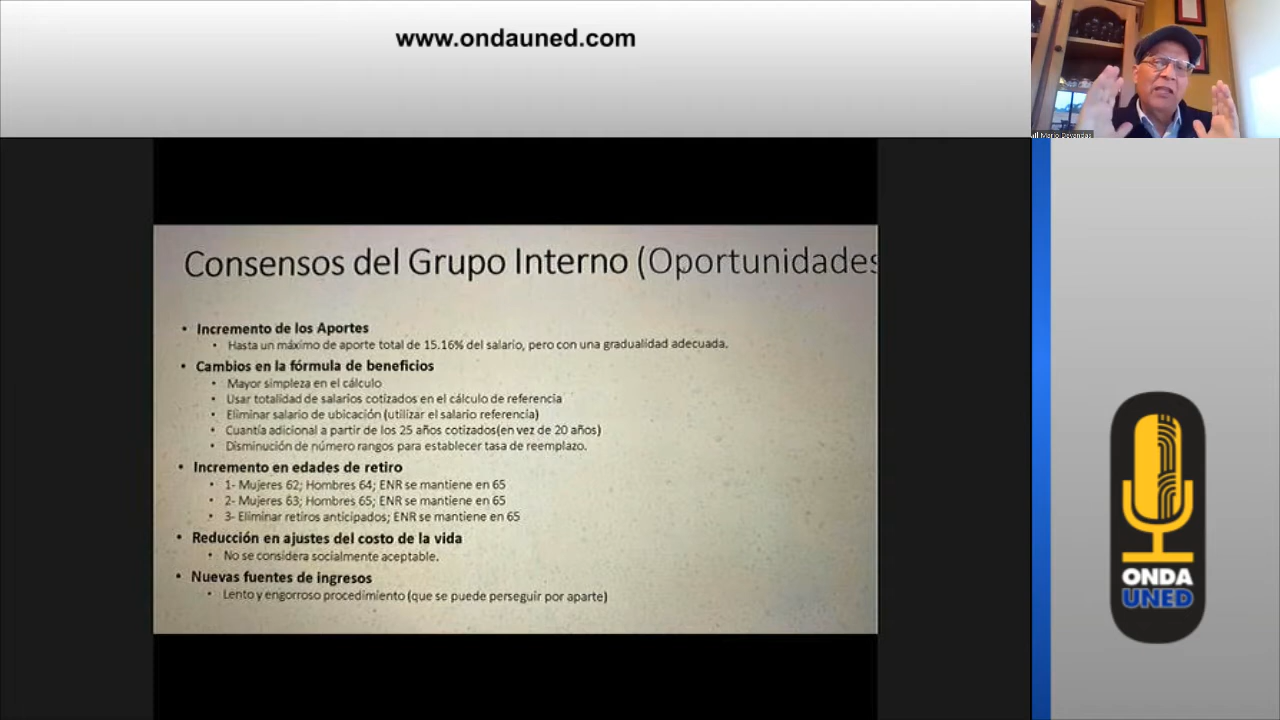 www.ondauned.com
Mario Devandas
Consensos del Grupo Interno (Oportunidades
• Incremento de los Aportes
• Hasta un máximo de aporte total de 15.16% del salario, pero con una gradualidad adecuada.
• Cambios en la fórmula de beneficios
• Mayor simpleza en el cálculo
• Usar totalidad de salarios cotizados en el cálculo de referencia
• Eliminar salario de ubicación (utilizar el salario referencia)
• Cuantía adicional a partir de los 25 años cotizados(en vez de 20 años)
• Disminución de número rangos para establecer tasa de reemplazo.
• Incremento en edades de retiro
• 1- Mujeres 62; Hombres 64; ENR se mantiene en 65
• 2- Mujeres 63; Hombres 65; ENR se mantiene en 65
• 3- Eliminar retiros anticipados; ENR se mantiene en 65
• Reducción en ajustes del costo de la vida
• No se considera socialmente aceptable.
• Nuevas fuentes de ingresos
• Lento y engorroso procedimiento (que se puede perseguir por aparte)
ONDA
UNED